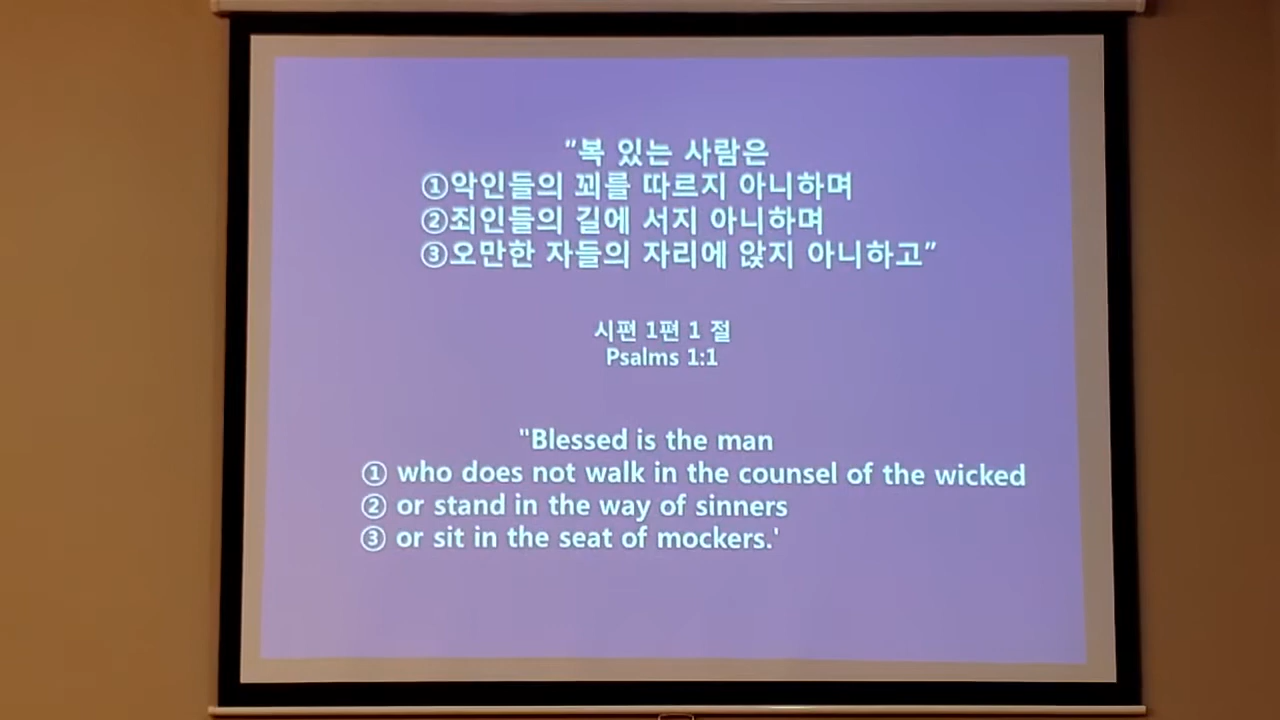 "복 있는 사람은
①악인들의 꾀를 따르지 아니하며
②죄인들의 길에 서지 아니하며
③오만한 자들의 자리에 앉지 아니하고"
시편 1편 1 절
Psalms 1:1
"Blessed is the man
① who does not walk in the counsel of the wicked
② or stand in the way of sinners
③ or sit in the seat of mockers.'